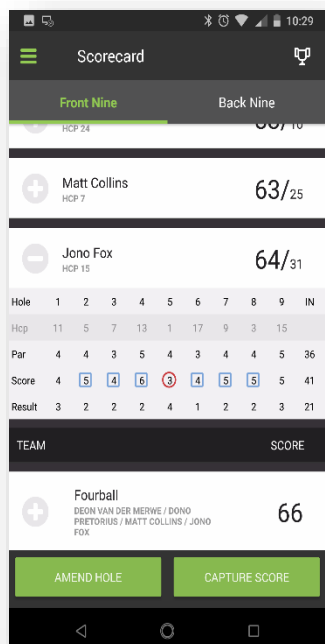 10:29
Scorecard
Front Nine Back Nine
HCP 24
Matt Collins 63/25
HCP 7
Jono Fox 64/31
HCP 15
Hole 1 2 3 4 5 6 7 8 9 IN
Hcp 11 5 7 13 1 17 9 3 15
Par 4 4 3 5 4 3 4 4 5 36
Score 4 5 4 6 3 4 5 5 5 41
Result 3 2 2 2 4 1 2 2 3 21
TEAM SCORE
Fourball 66
DEON VAN DER MERWE / DONO
PRETORIUS / MATT COLLINS / JONO
FOX
AMEND HOLE CAPTURE SCORE